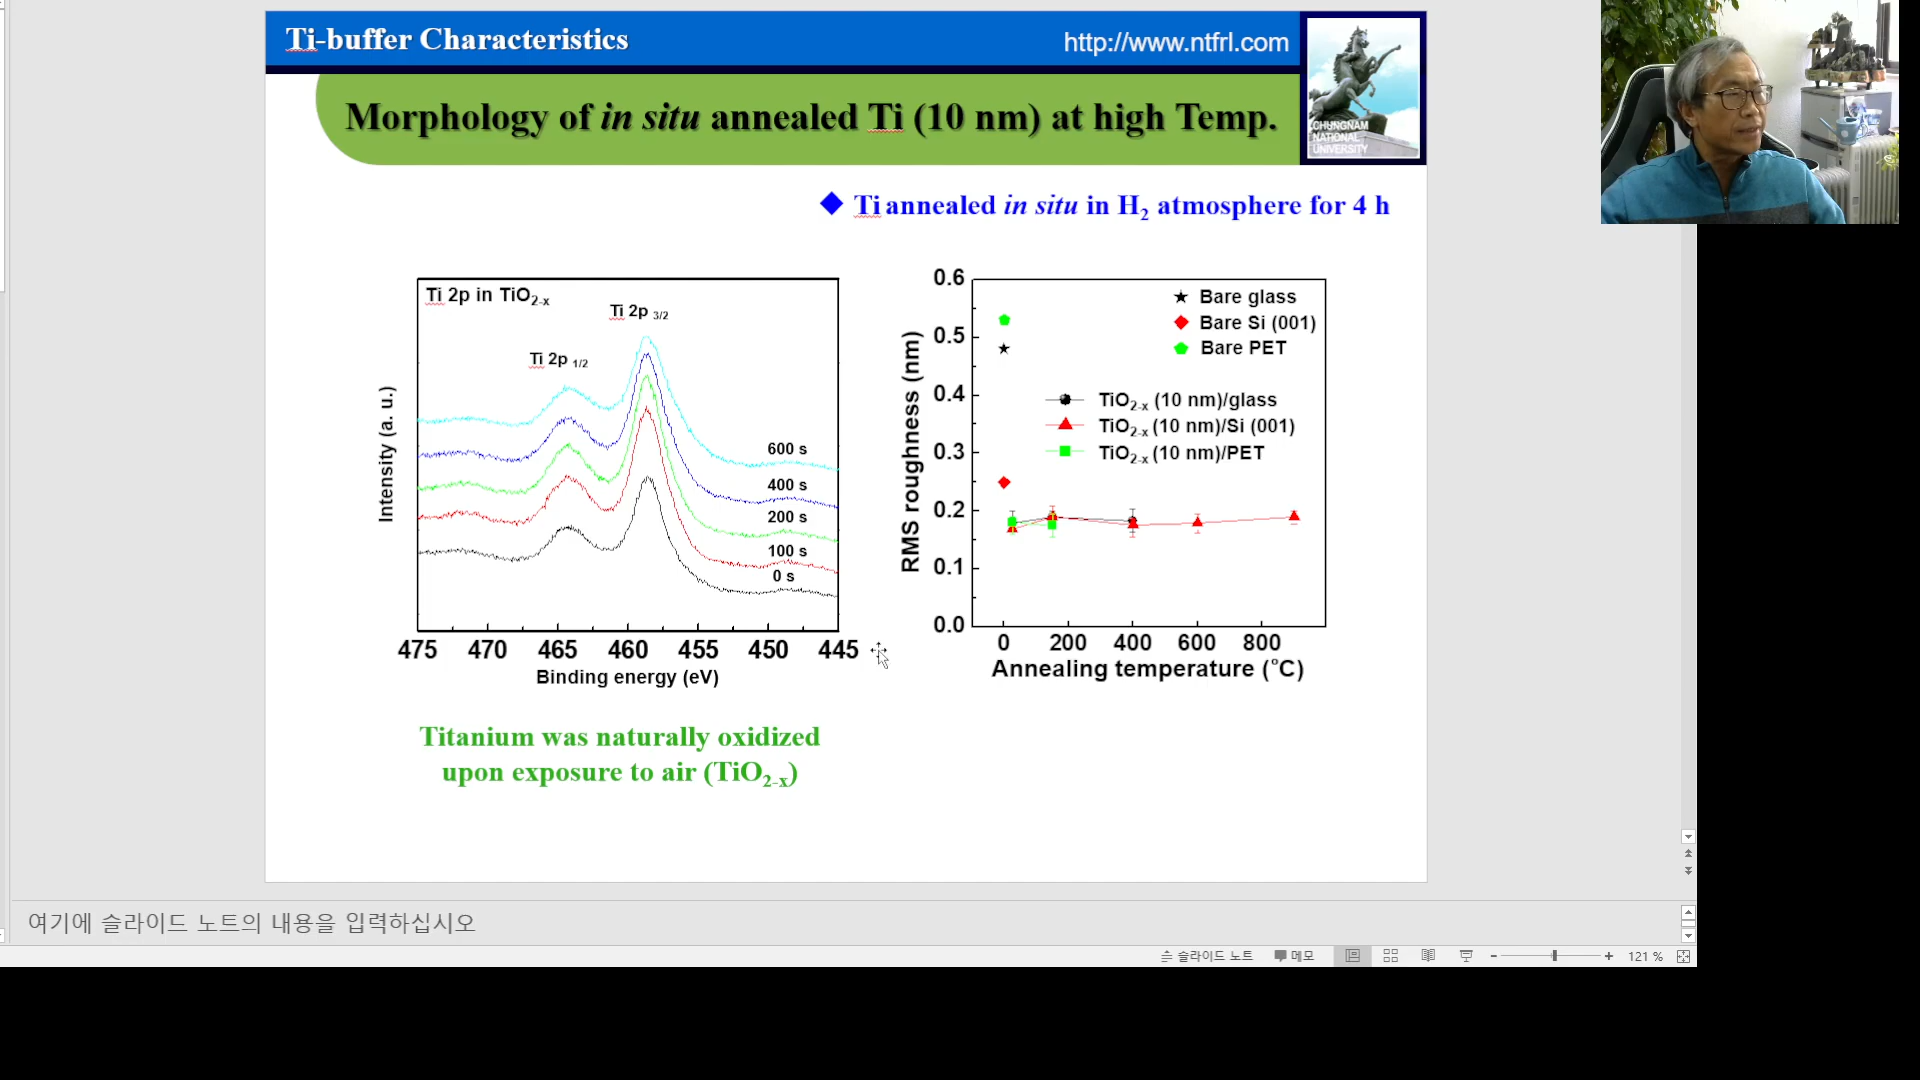 Ti-buffer Characteristics
http://www.ntfrl.com
CHUNGNAM
NATIONAL
UNIVERSITY
Morphology of in situ annealed Ti (10 nm) at high Temp.
◆ Ti annealed in situ in H2 atmosphere for 4 h
Ti 2p in TiO2-x
Ti 2p 3/2
Ti 2p 1/2
Intensity (a. u.)
600 s
400 s
200 s
100 s
0 s
475 470 465 460 455 450 445
Binding energy (eV)
0.6
0.5
0.4
0.3
0.2
0.1
0.0
RMS roughness (nm)
Bare glass
Bare Si (001)
Bare PET
TiO2-x (10 nm)/glass
TiO2-x (10 nm)/Si (001)
TiO2-x (10 nm)/PET
0 200 400 600 800
Annealing temperature (°C)
Titanium was naturally oxidized
upon exposure to air (TiO2-x)
여기에 슬라이드 노트의 내용을 입력하십시오
슬라이드 노트 메모 121 %